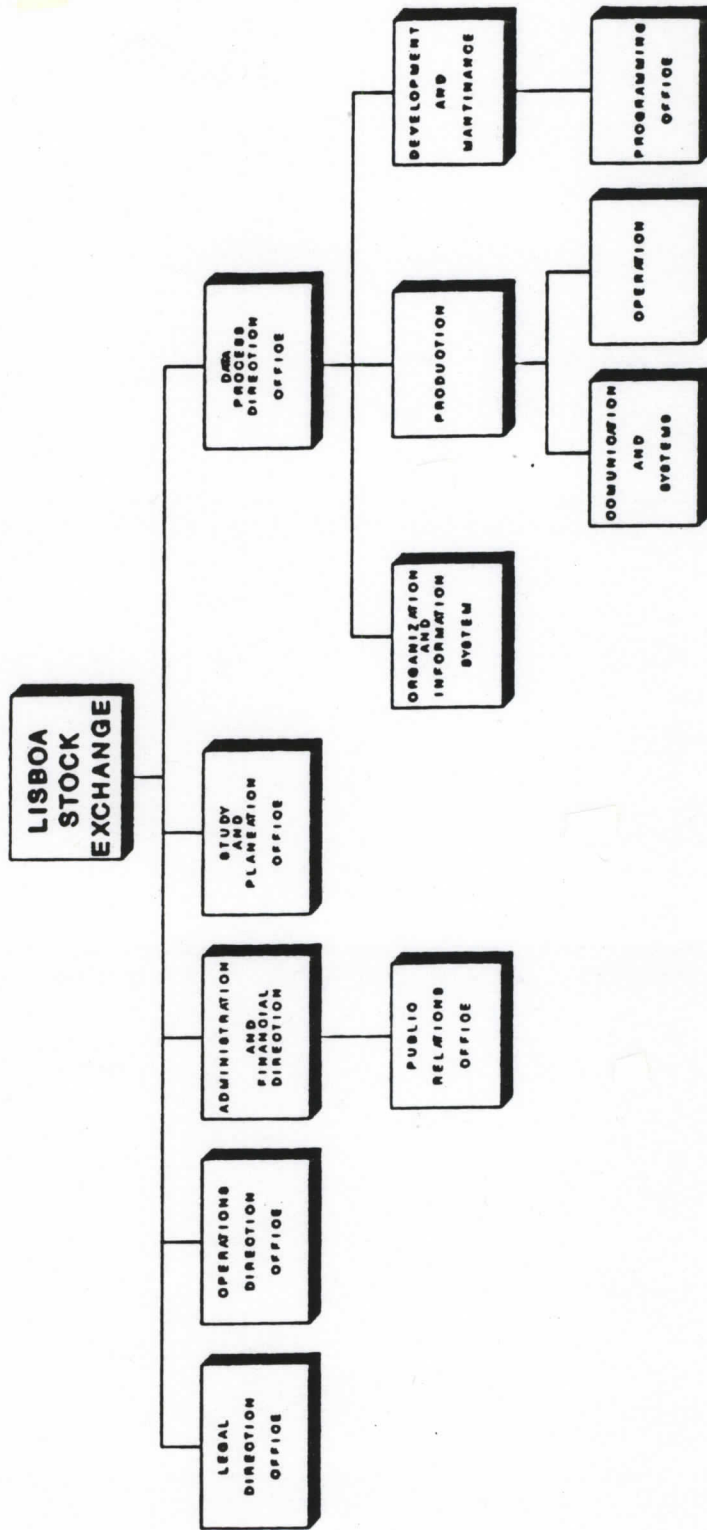 LISBOA
STOCK
EXCHANGE
LEGAL
DIRECTION
OFFICE
OPERATIONS
DIRECTION
OFFICE
ADMINISTRATION
AND
FINANCIAL
DIRECTION
STUDY
AND
PLANEATION
OFFICE
DATA
PROCESS
DIRECTION
OFFICE
PUBLIC
RELATIONS
OFFICE
ORGANIZATION
AND
INFORMATION
SYSTEM
PRODUCTION
DEVELOPMENT
AND
MANTINANCE
COMUNICATION
AND
SYSTEMS
OPERATION
PROGRAMMING
OFFICE